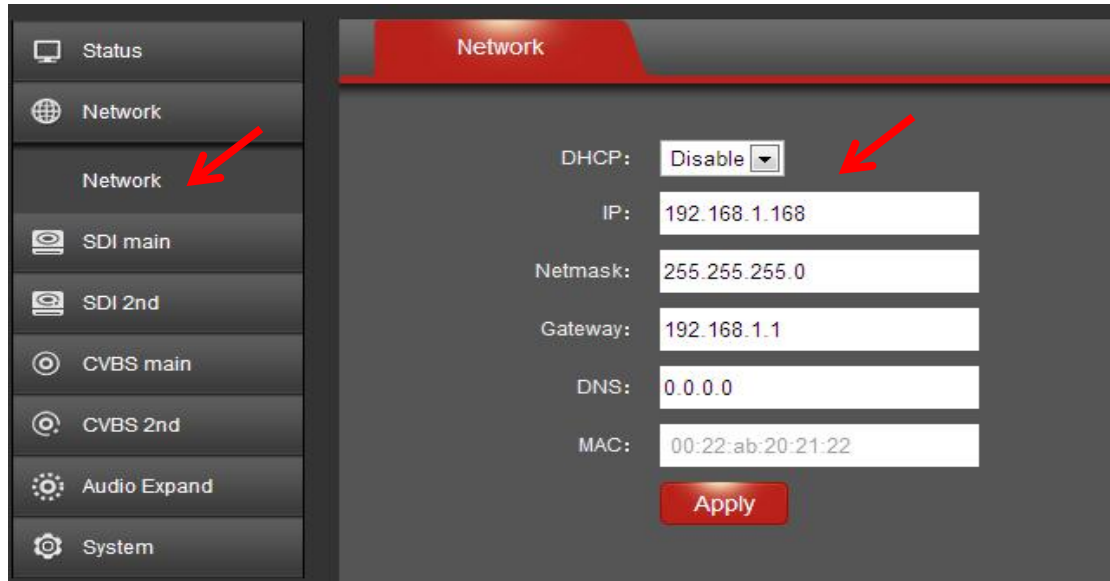 Status
Network
Network
SDI main
SDI 2nd
CVBS main
CVBS 2nd
Audio Expand
System
Network
DHCP: Disable
IP: 192.168.1.168
Netmask: 255.255.255.0
Gateway: 192.168.1.1
DNS: 0.0.0.0
MAC: 00:22:ab:20:21:22
Apply